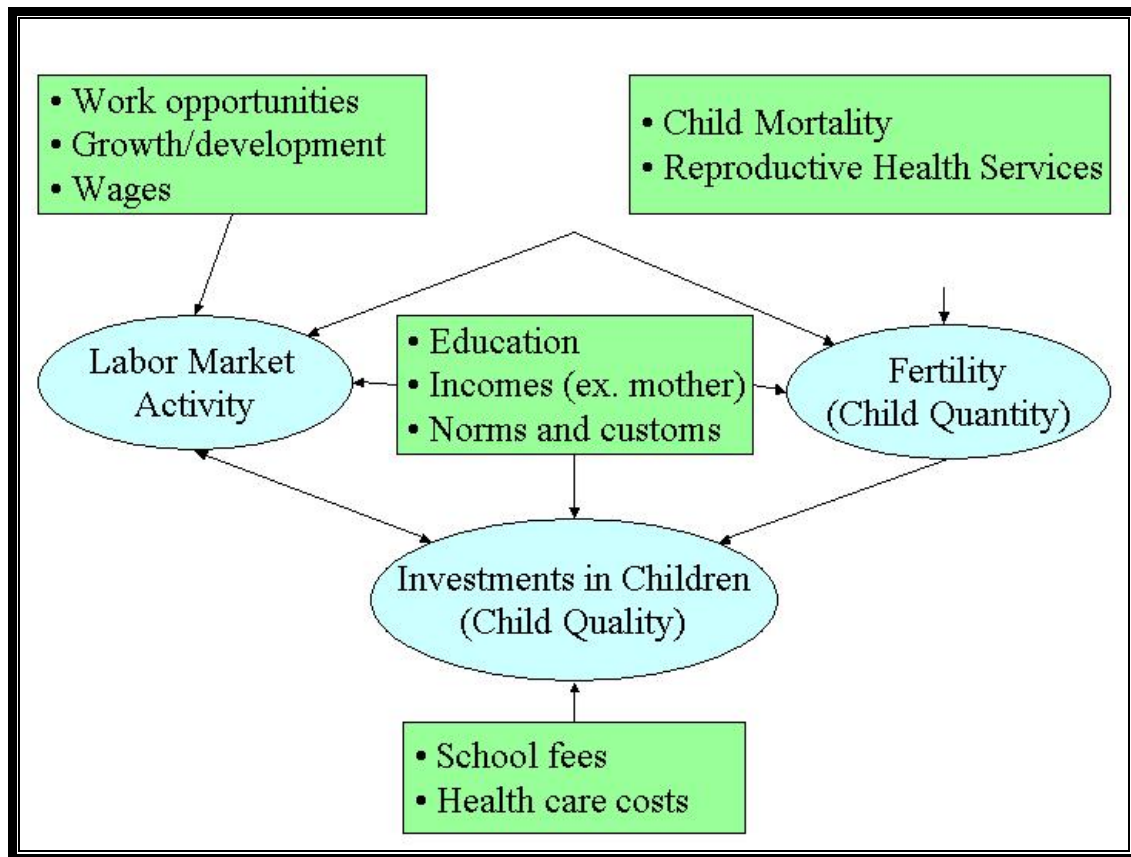 • Work opportunities
• Growth/development
• Wages
• Child Mortality
• Reproductive Health Services
Labor Market
Activity
• Education
• Incomes (ex. mother)
• Norms and customs
Fertility
(Child Quantity)
Investments in Children
(Child Quality)
• School fees
• Health care costs